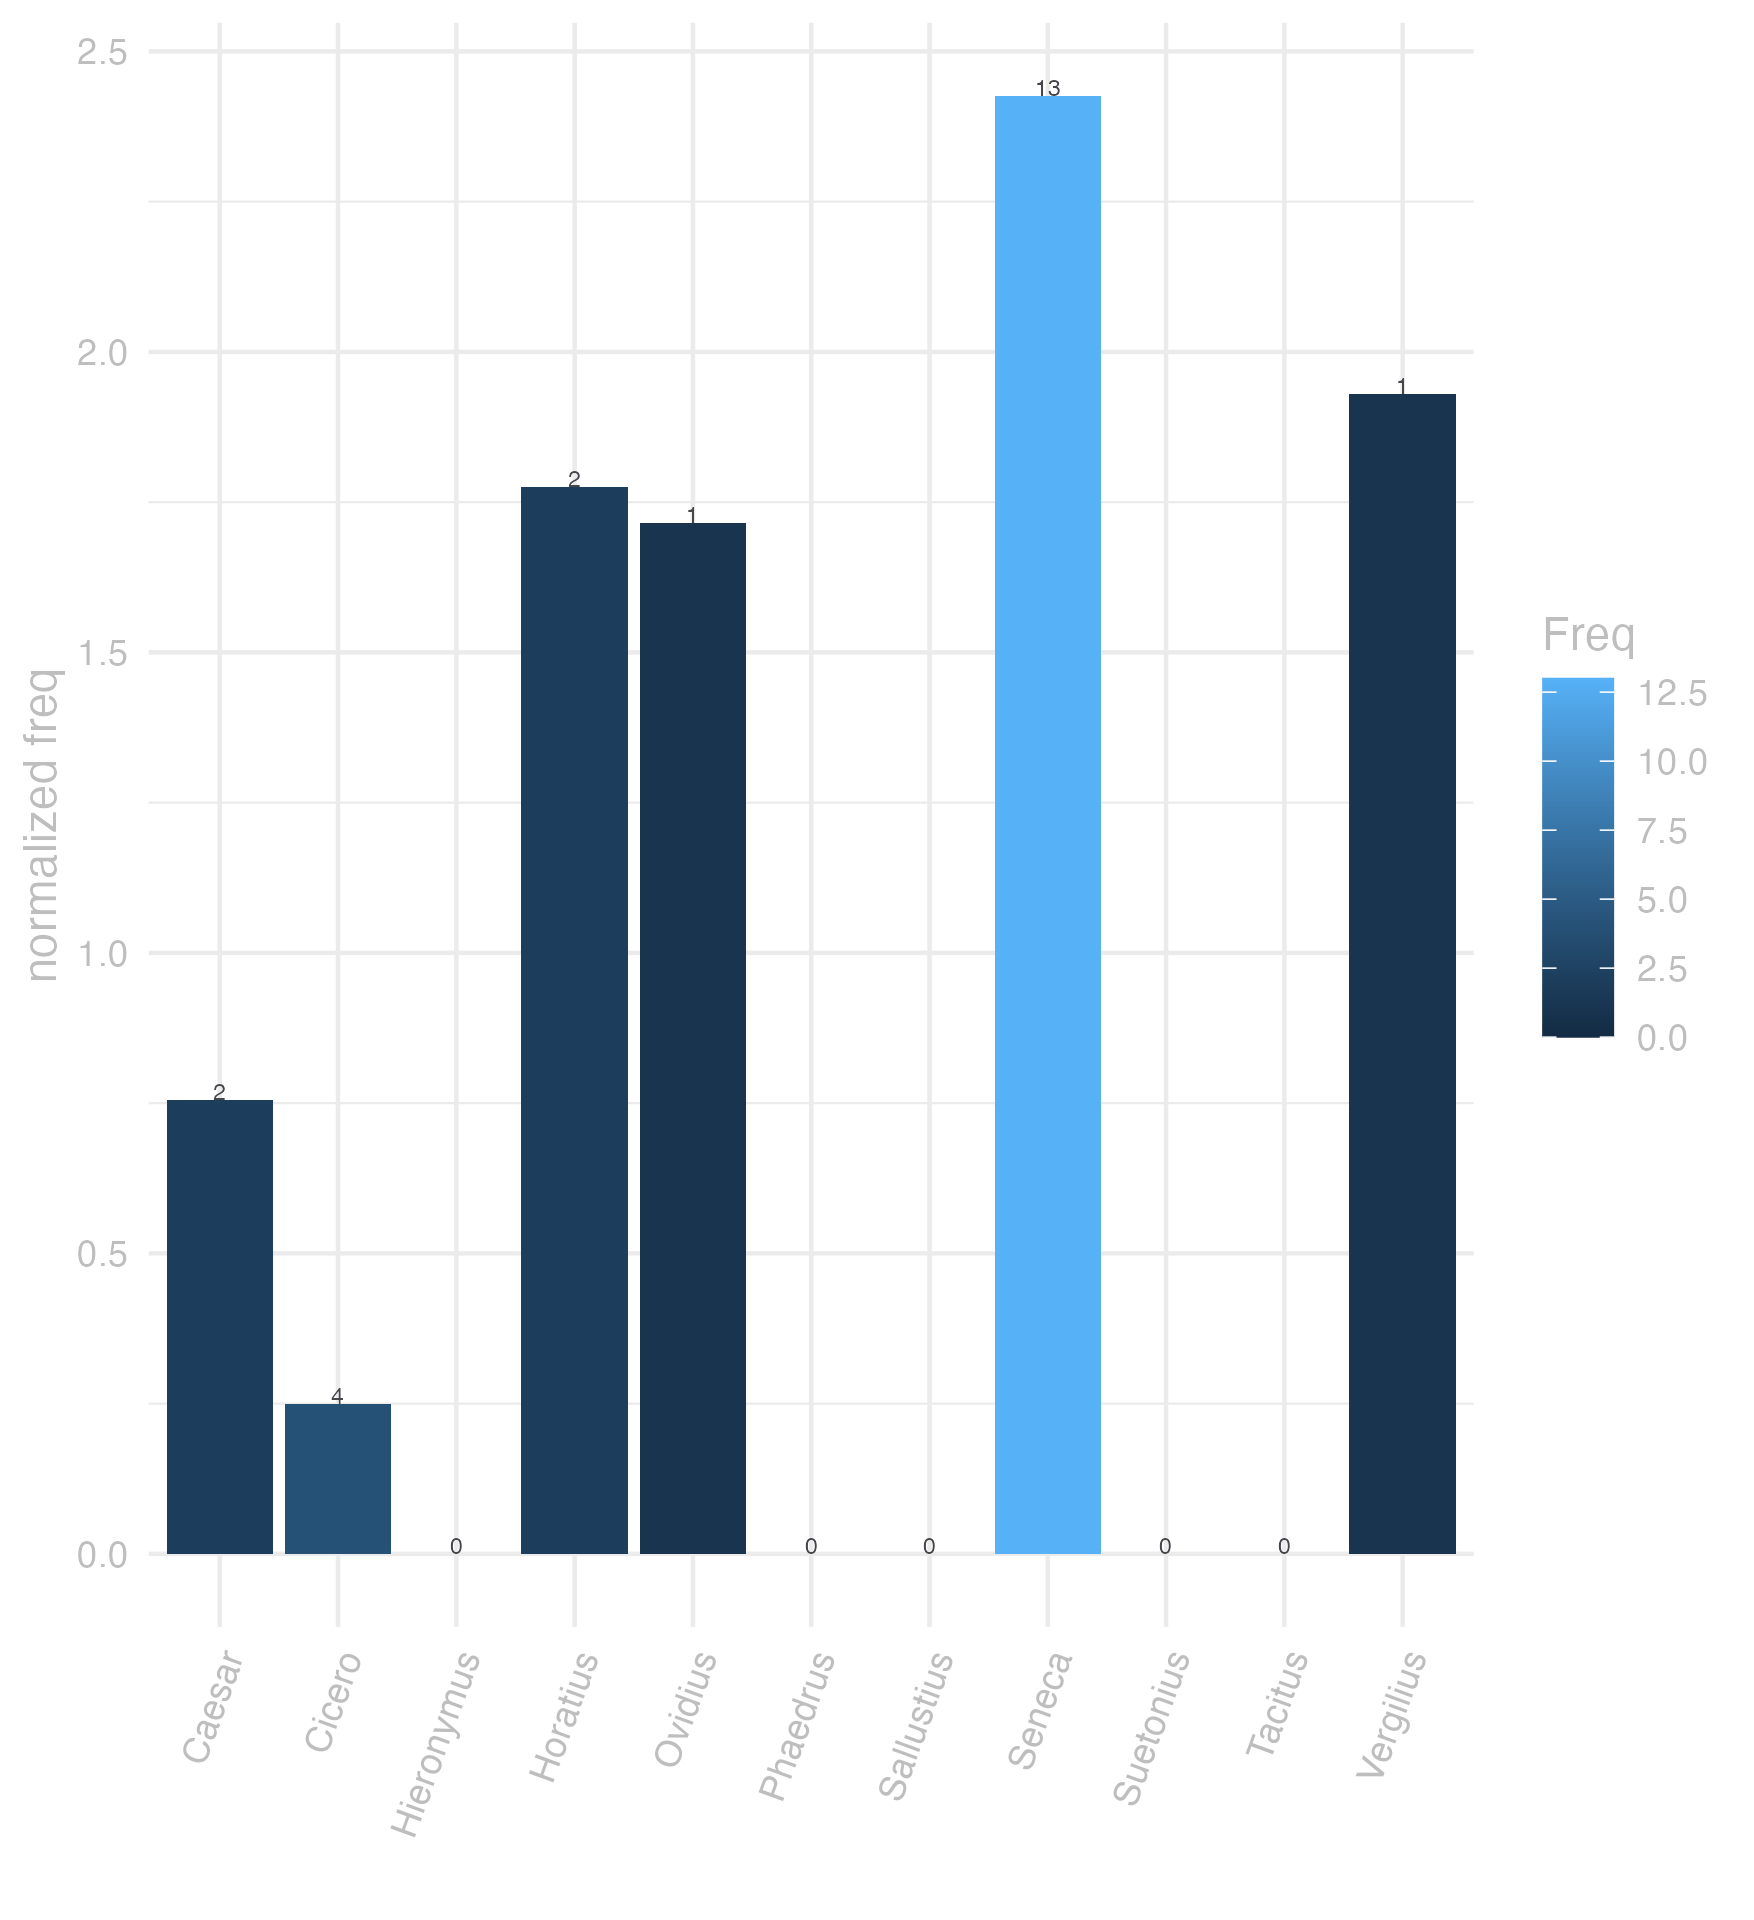 2.5
2.0
1.5
1.0
0.5
0.0
normalized freq
13
1
2
1
2
4
0
0
0
0
0
Caesar
Cicero
Hieronymus
Horatius
Ovidius
Phaedrus
Sallustius
Seneca
Suetonius
Tacitus
Vergilius
Freq
12.5
10.0
7.5
5.0
2.5
0.0